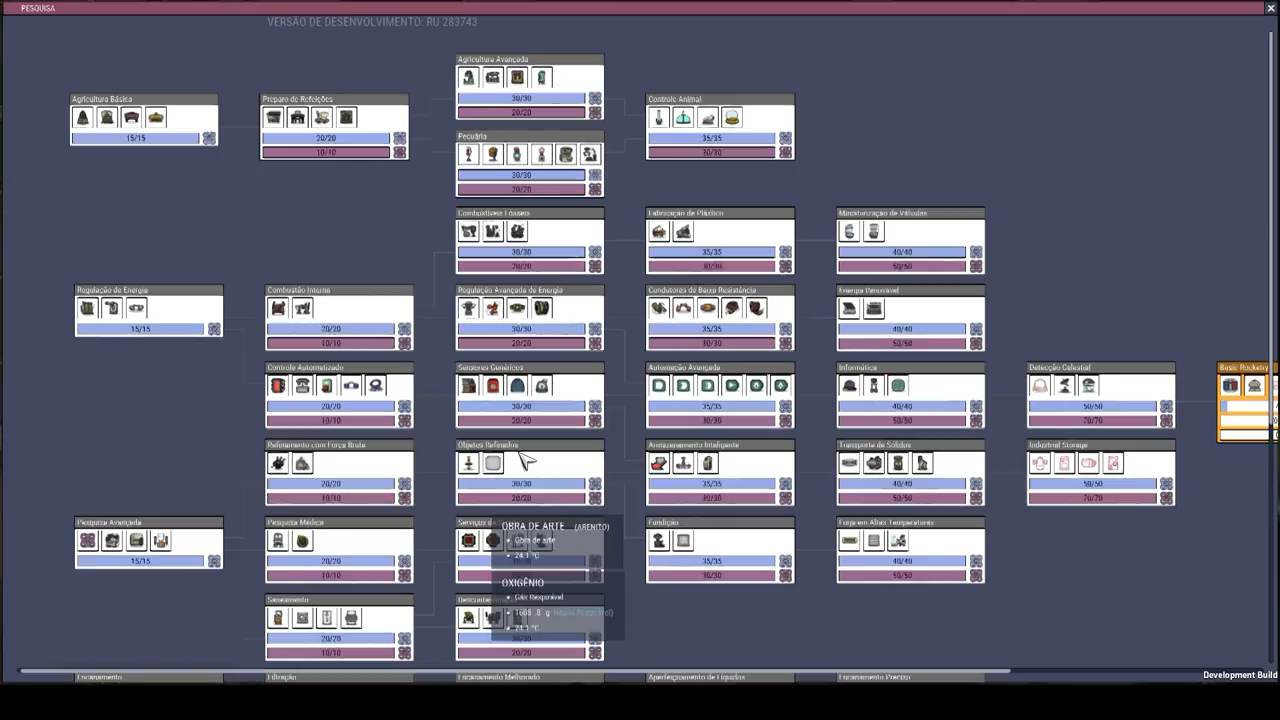 PESQUISA
VERSÃO DE DESENVOLVIMENTO: RU 283743
Agricultura Avançada
30/30
20/20
Agricultura Básica
15/15
Preparo de Refeições
20/20
10/10
Controle Animal
35/35
30/30
Pecuária
30/30
20/20
Combustíveis Fósseis
30/30
20/20
Fabricação de Plástico
35/35
30/30
Miniaturização de Válvulas
40/40
50/50
Regulação de Energia
15/15
Combustão Interna
20/20
10/10
Regulação Avançada de Energia
30/30
20/20
Condutores de Baixa Resistência
35/35
30/30
Energia Renovável
40/40
50/50
Controle Automatizado
20/20
10/10
Sensores Genéricos
30/30
20/20
Automação Avançada
35/35
30/30
Informática
40/40
50/50
Detecção Celestial
50/50
70/70
Basic Rocketry
Refinamento com Força Bruta
20/20
10/10
Objetos Refinados
30/30
20/20
Armazenamento Inteligente
35/35
30/30
Transporte de Sólidos
40/40
50/50
Industrial Storage
50/50
70/70
Pesquisa Avançada
15/15
Pesquisa Médica
20/20
10/10
Fundição
35/35
30/30
Forja em Altas Temperaturas
40/40
50/50
OBRA DE ARTE (ARENITO)
Obra de arte
24.1 °C
OXIGÊNIO
Gás Respirável
24.1 °C
Saneamento
20/20
10/10
20/20
Encanamento
Filtração
Encanamento Melhorado
Aperfeiçoamento de Líquidos
Encanamento Preciso
Development Build